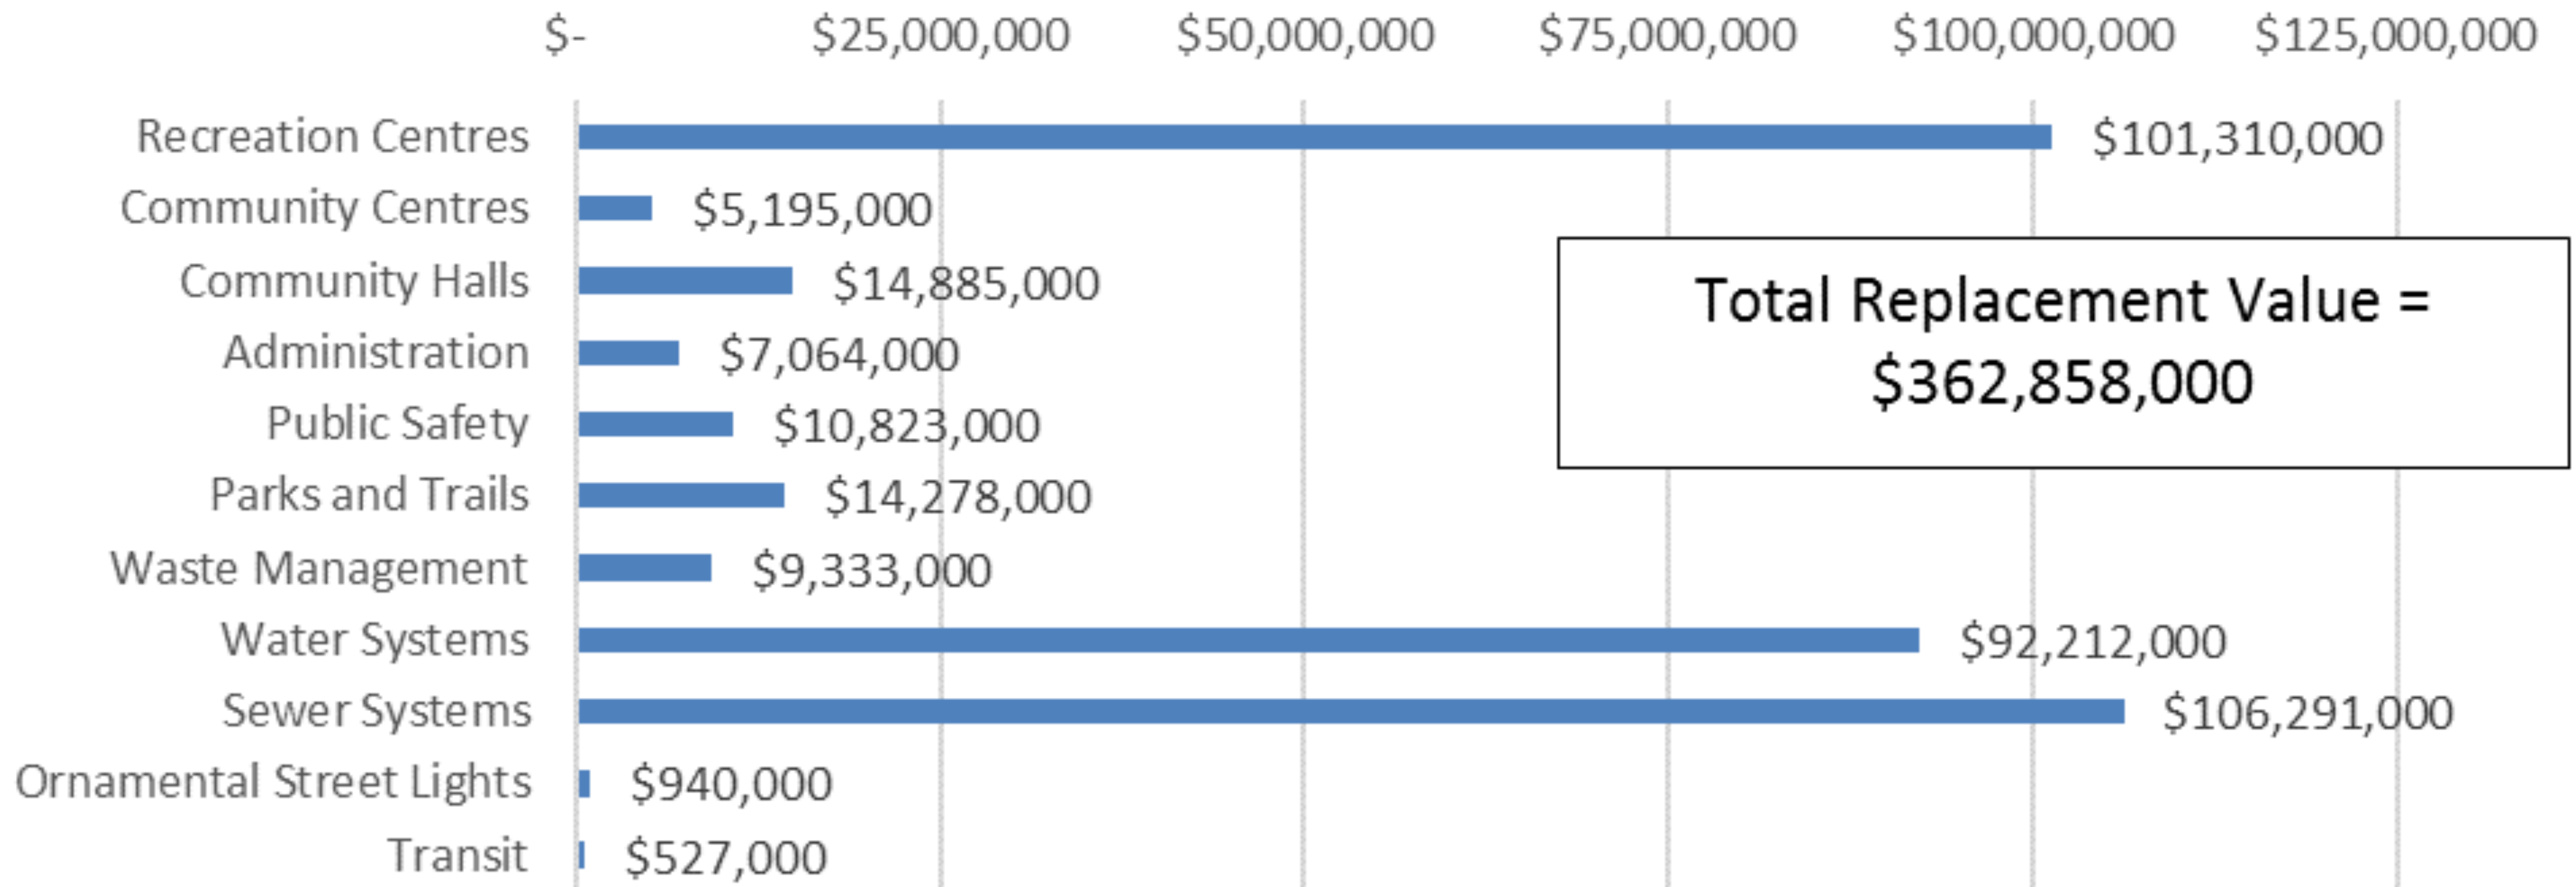 $- $25,000,000 $50,000,000 $75,000,000 $100,000,000 $125,000,000
Recreation Centres $101,310,000
Community Centres $5,195,000
Community Halls $14,885,000
Administration $7,064,000
Public Safety $10,823,000
Parks and Trails $14,278,000
Waste Management $9,333,000
Water Systems $92,212,000
Sewer Systems $106,291,000
Ornamental Street Lights $940,000
Transit $527,000
Total Replacement Value =
$362,858,000